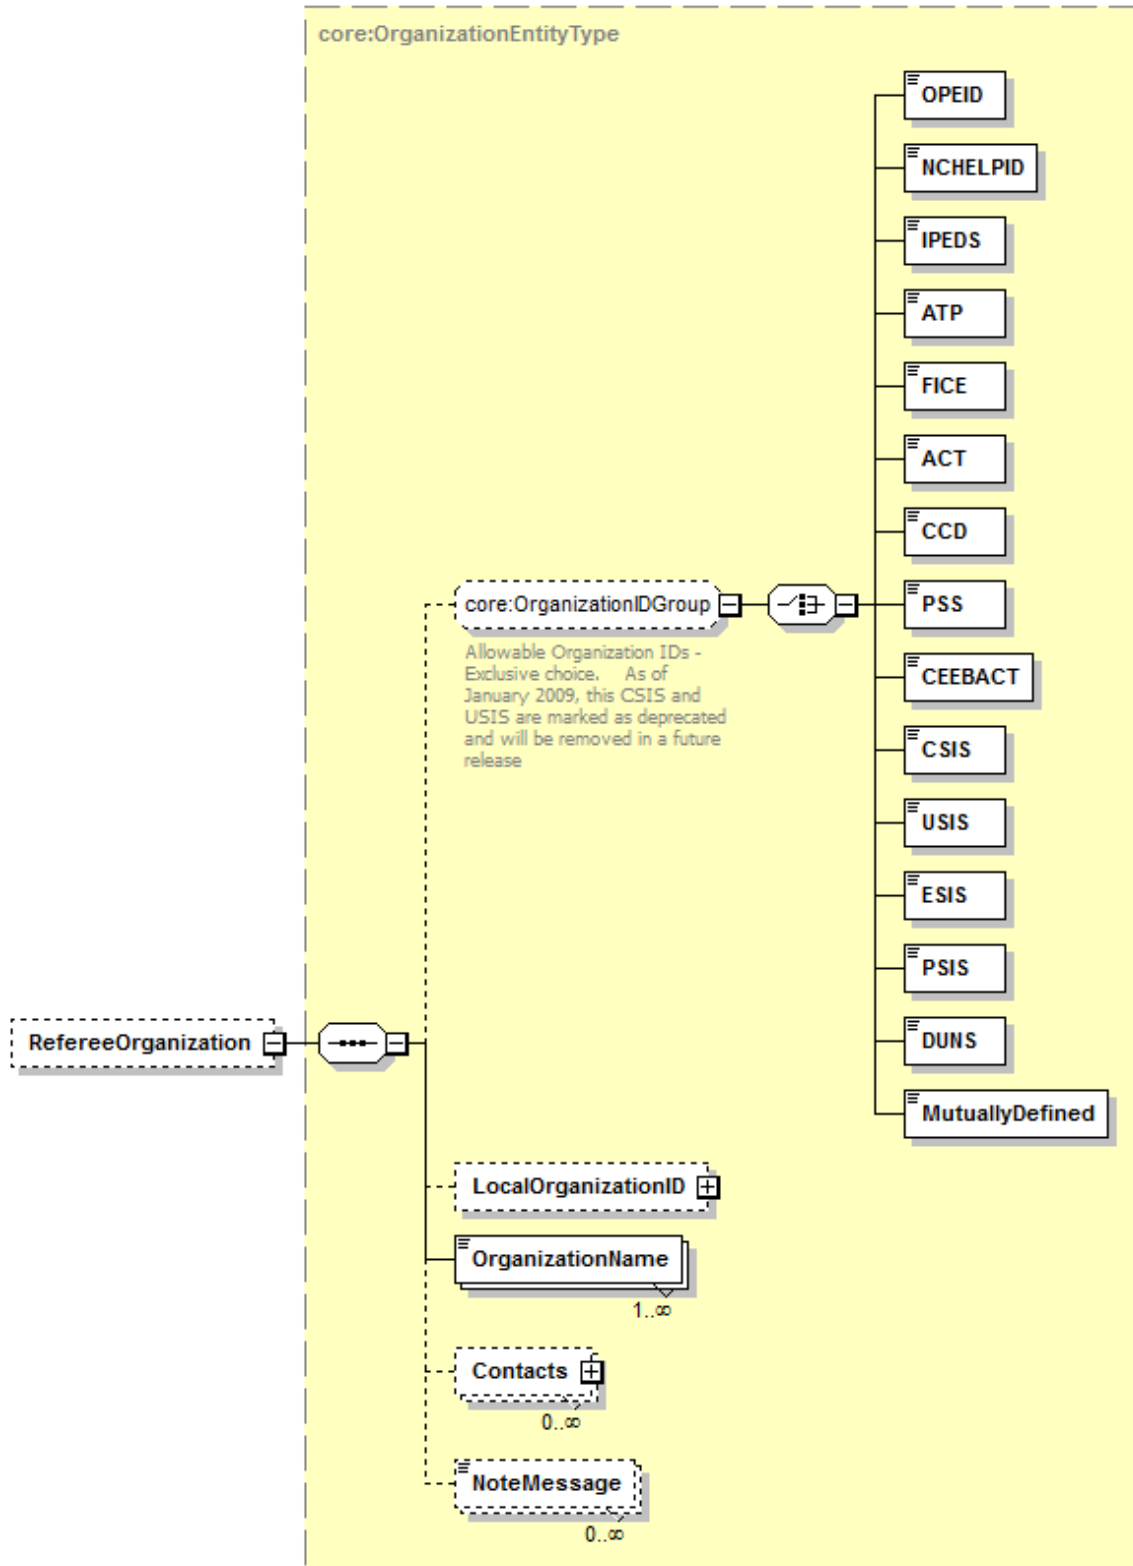 core:OrganizationEntityType
OPEID
NCHELPID
IPEDS
ATP
FICE
ACT
CCD
core:OrganizationIDGroup
PSS
Allowable Organization IDs -
Exclusive choice.    As of
January 2009, this CSIS and
USIS are marked as deprecated
and will be removed in a future
release
CEEBACT
CSIS
USIS
ESIS
PSIS
RefereeOrganization
DUNS
MutuallyDefined
LocalOrganizationID
OrganizationName
1..∞
Contacts
0..∞
NoteMessage
0..∞